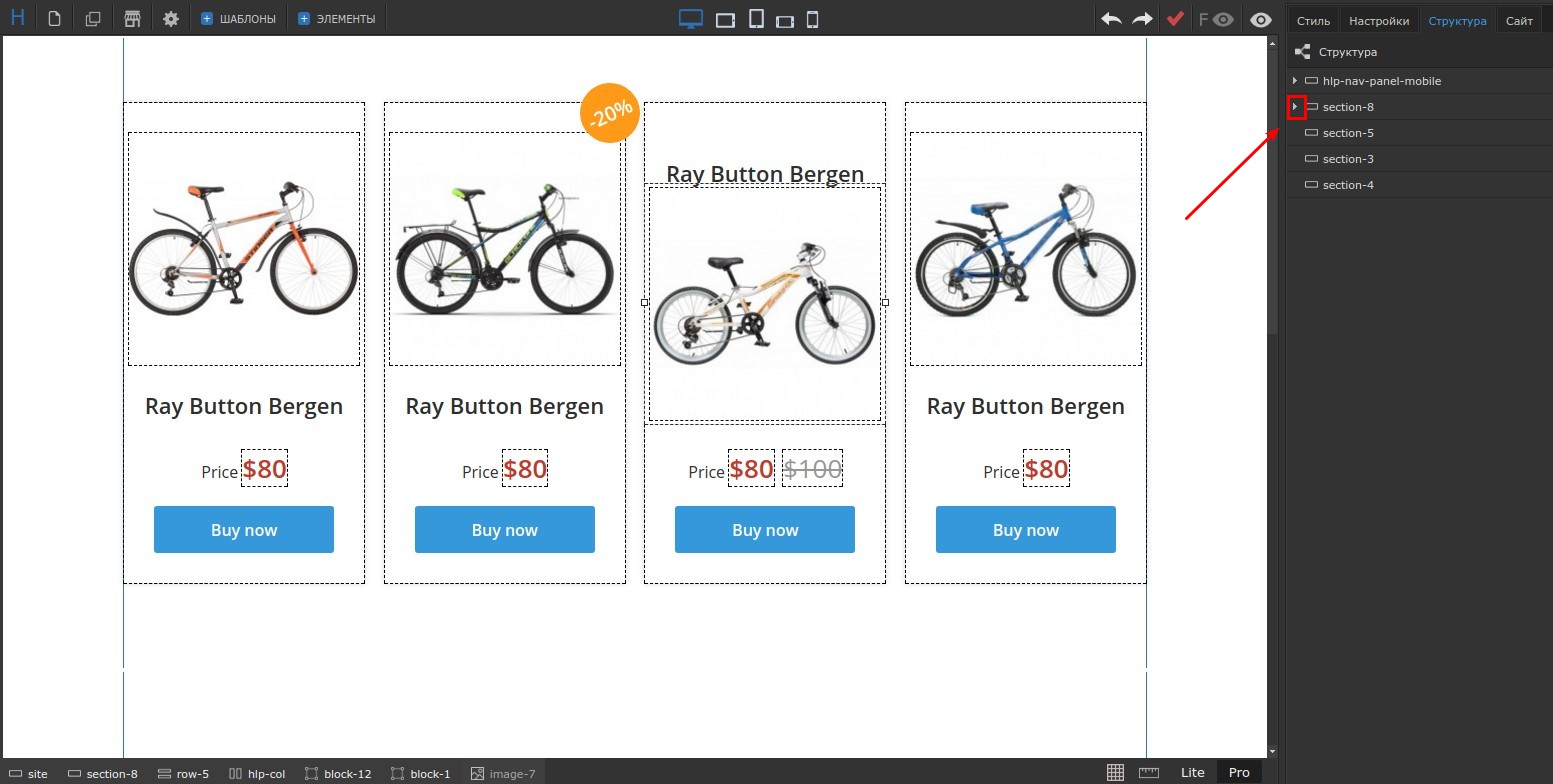 H ШАБЛОНЫ ЭЛЕМЕНТЫ F Стиль Настройки Структура Сайт
Структура
hlp-nav-panel-mobile
section-8
section-5
section-3
section-4
-20%
Ray Button Bergen
Ray Button Bergen Ray Button Bergen Ray Button Bergen
Price $80 Price $80 Price $80 $100 Price $80
Buy now Buy now Buy now Buy now
site section-8 row-5 hlp-col block-12 block-1 image-7 Lite Pro